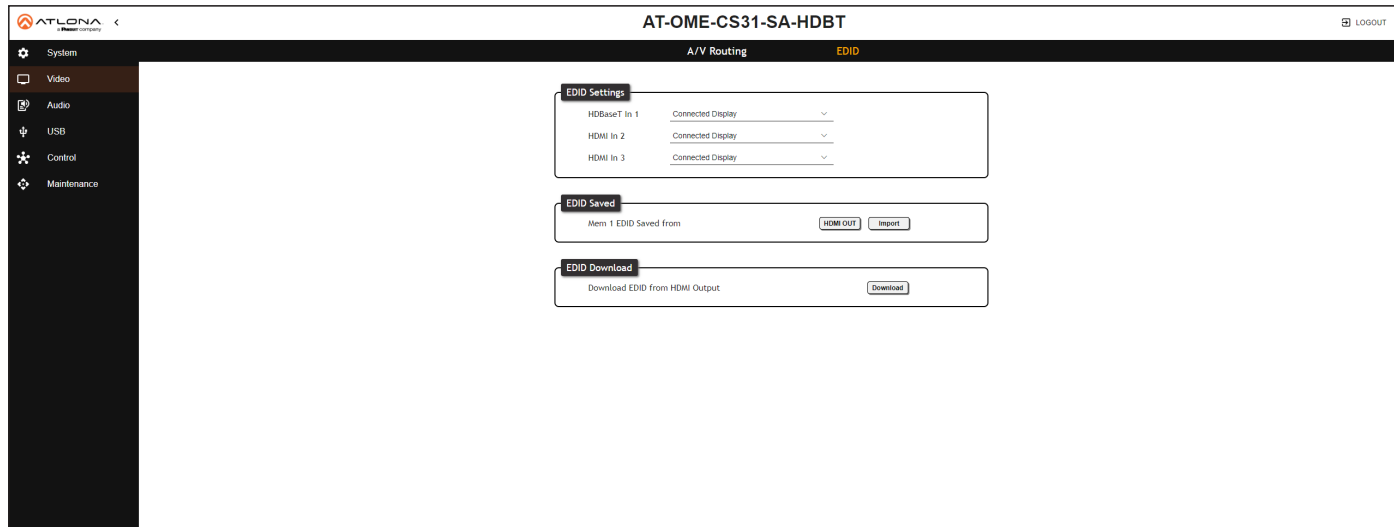 ATLONA
a Panduit company
AT-OME-CS31-SA-HDBT
LOGOUT
System
A/V Routing
EDID
Video
Audio
USB
Control
Maintenance
EDID Settings
HDBaseT In 1 Connected Display
HDMI In 2 Connected Display
HDMI In 3 Connected Display
EDID Saved
Mem 1 EDID Saved from HDMI OUT Import
EDID Download
Download EDID from HDMI Output Download